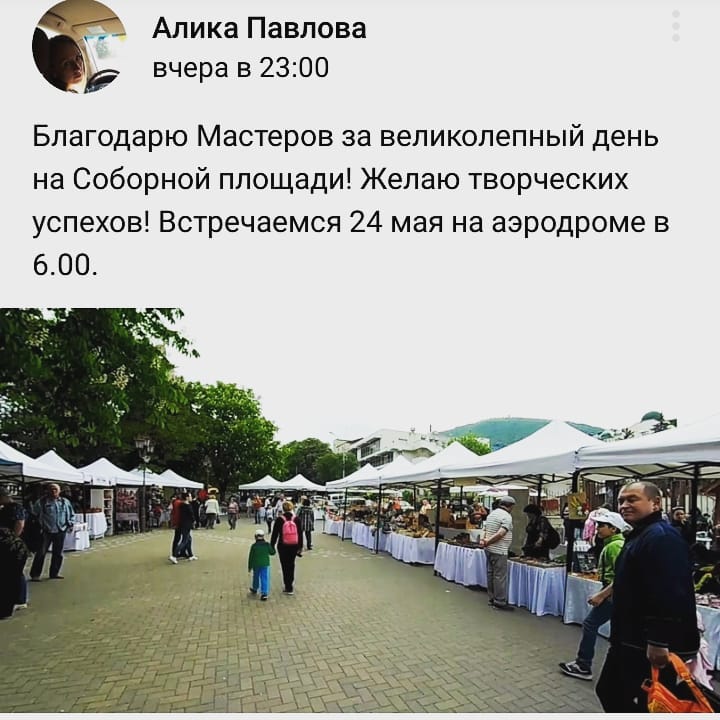 Алика Павлова
вчера в 23:00
Благодарю Мастеров за великолепный день
на Соборной площади! Желаю творческих
успехов! Встречаемся 24 мая на аэродроме в
6.00.